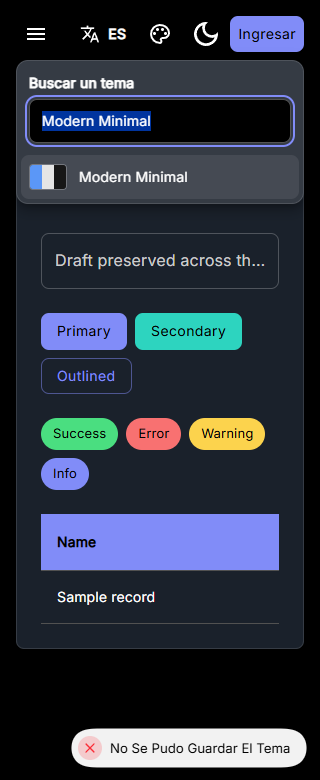 ES
Ingresar
Buscar un tema
Modern Minimal
Modern Minimal
Draft preserved across th...
Primary
Secondary
Outlined
Success
Error
Warning
Info
Name
Sample record
No Se Pudo Guardar El Tema